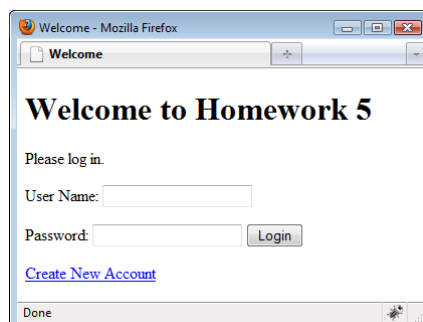 Welcome - Mozilla Firefox
Welcome
Welcome to Homework 5
Please log in.
User Name:
Password: Login
Create New Account
Done